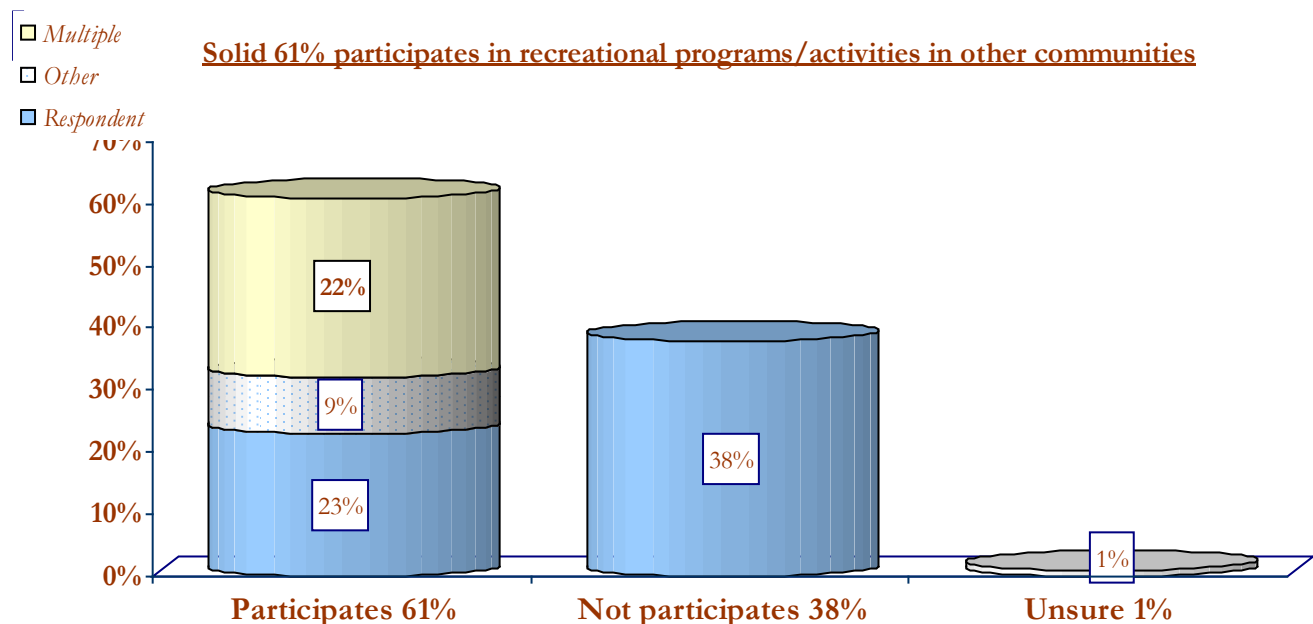 Multiple
Other
Respondent
Solid 61% participates in recreational programs/activities in other communities
70%
60%
50%
40%
30%
20%
10%
0%
22%
9%
23%
38%
1%
Participates 61%
Not participates 38%
Unsure 1%